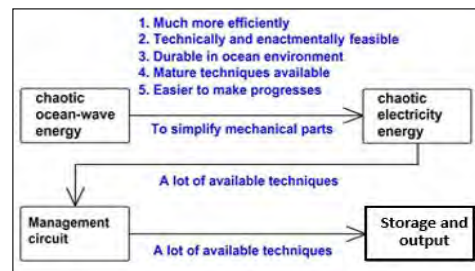 1. Much more efficiently
2. Technically and enactmentally feasible
3. Durable in ocean environment
4. Mature techniques available
5. Easier to make progresses
chaotic
ocean-wave
energy
To simplify mechanical parts
chaotic
electricity
energy
A lot of available techniques
Management
circuit
A lot of available techniques
Storage and
output